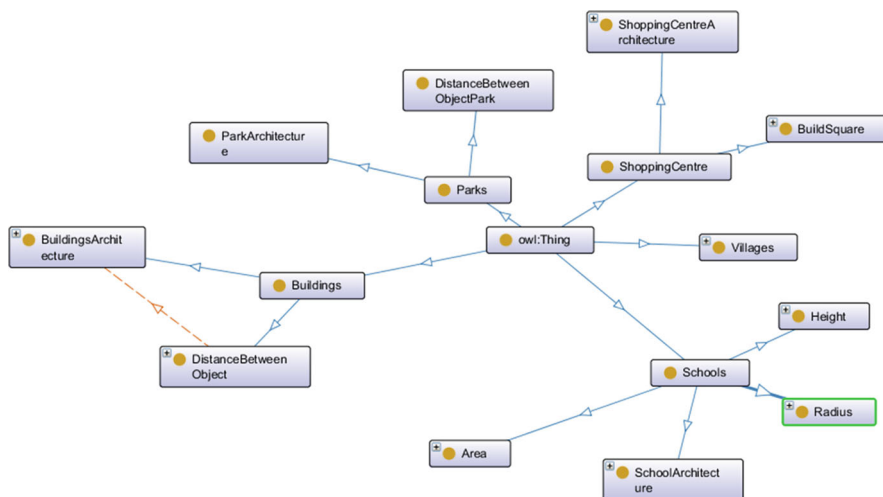 ShoppingCentreA
rchitecture
DistanceBetween
ObjectPark
BuildSquare
ParkArchitectur
e
ShoppingCentre
Parks
owl:Thing
BuildingsArchit
ecture
Villages
Buildings
Height
DistanceBetween
Object
Schools
Radius
Area
SchoolArchitect
ure